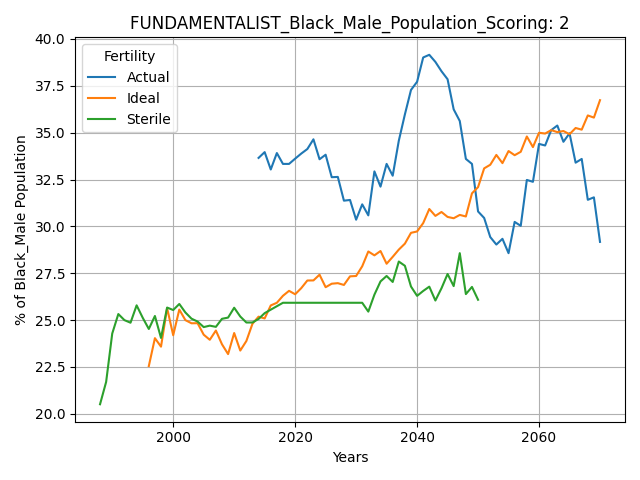 FUNDAMENTALIST_Black_Male_Population_Scoring: 2
Fertility
Actual
Ideal
Sterile
% of Black_Male Population
40.0
37.5
35.0
32.5
30.0
27.5
25.0
22.5
20.0
2000 2020 2040 2060
Years